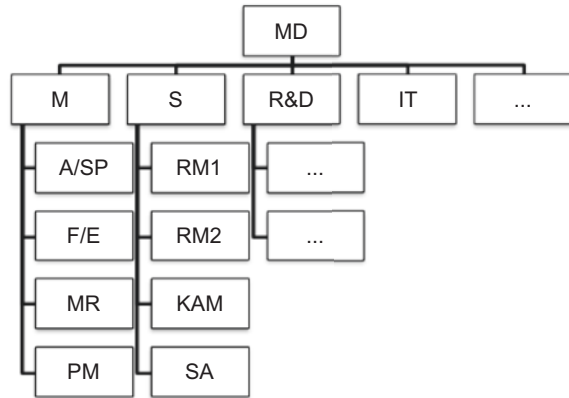 MD
M
S
R&D
IT
...
A/SP
RM1
...
F/E
RM2
...
MR
KAM
PM
SA